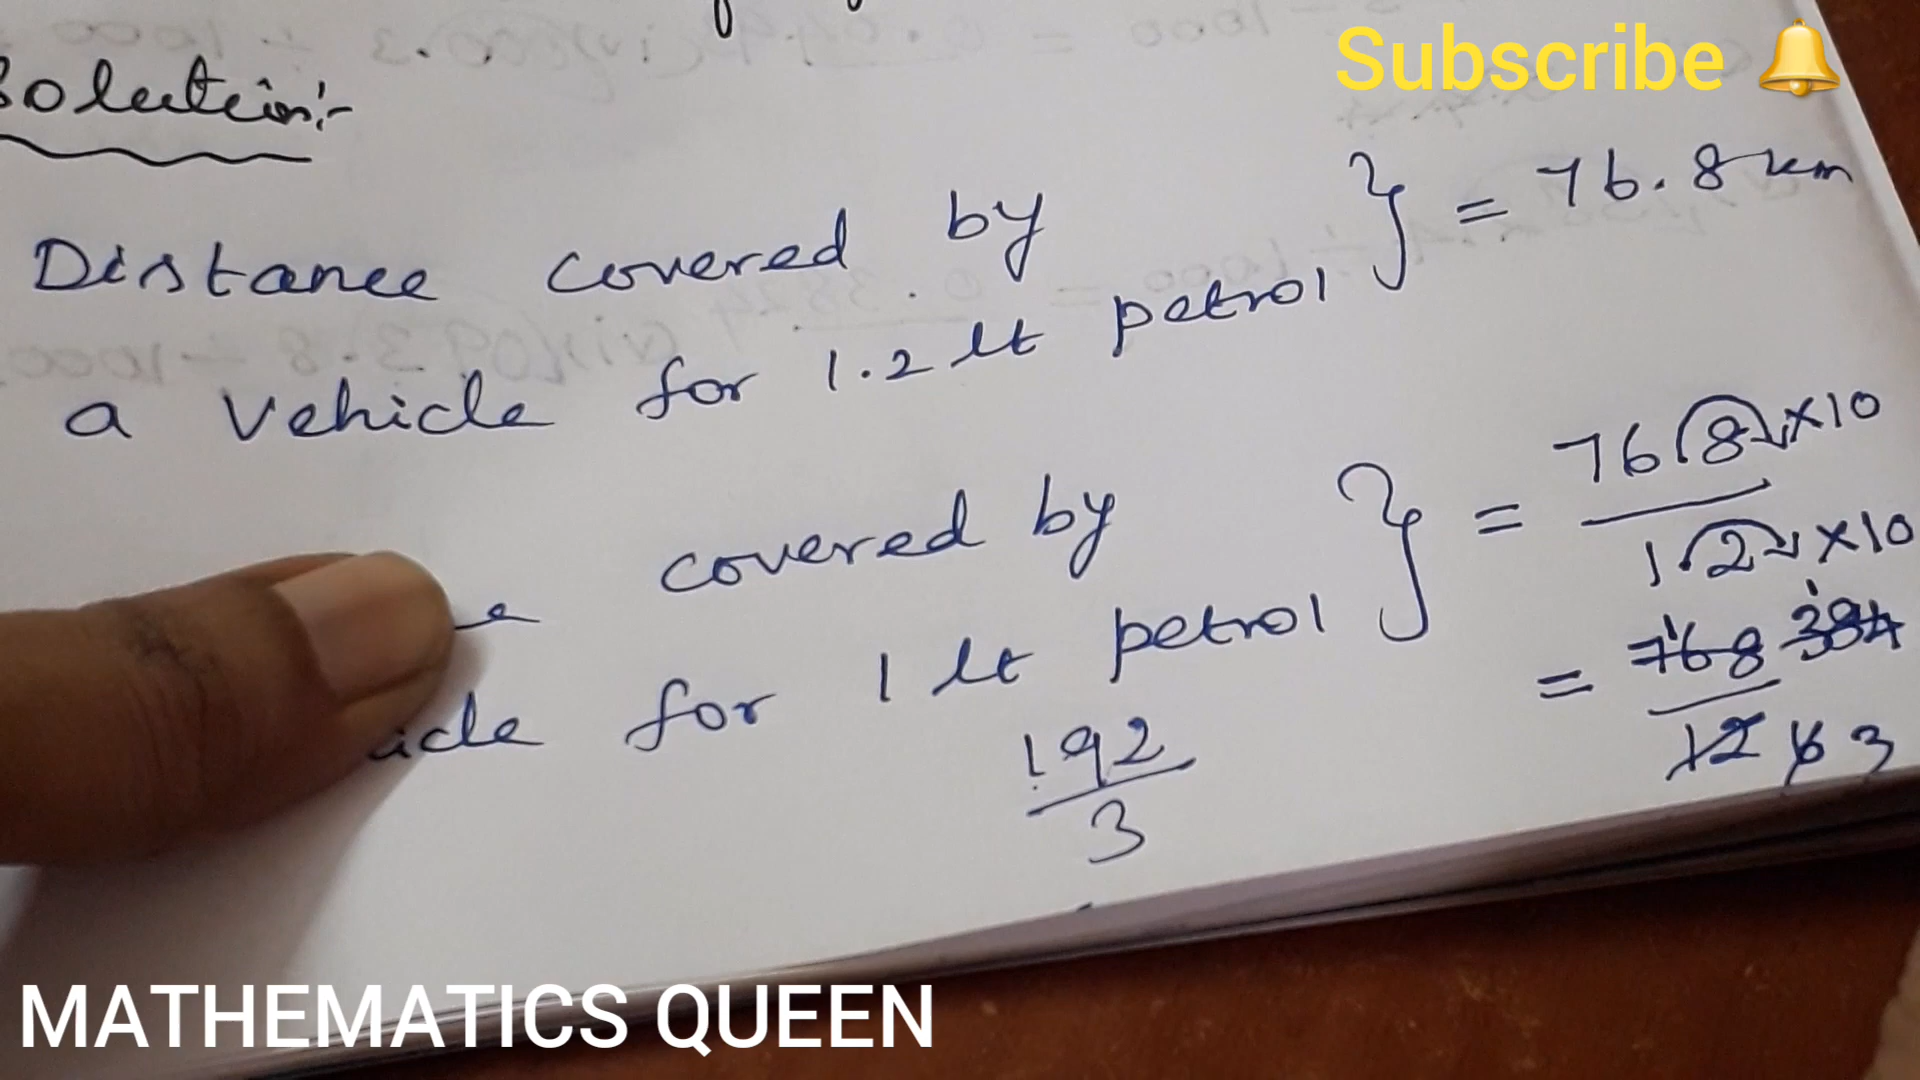 Subscribe 🔔
Solution:-
Distance covered by
a vehicle for 1.2 lt petrol } = 76.8 km
covered by
for 1 lt petrol } = 76.8 × 10
1.2 × 10
= 768 384
12 6 3
192
3
MATHEMATICS QUEEN